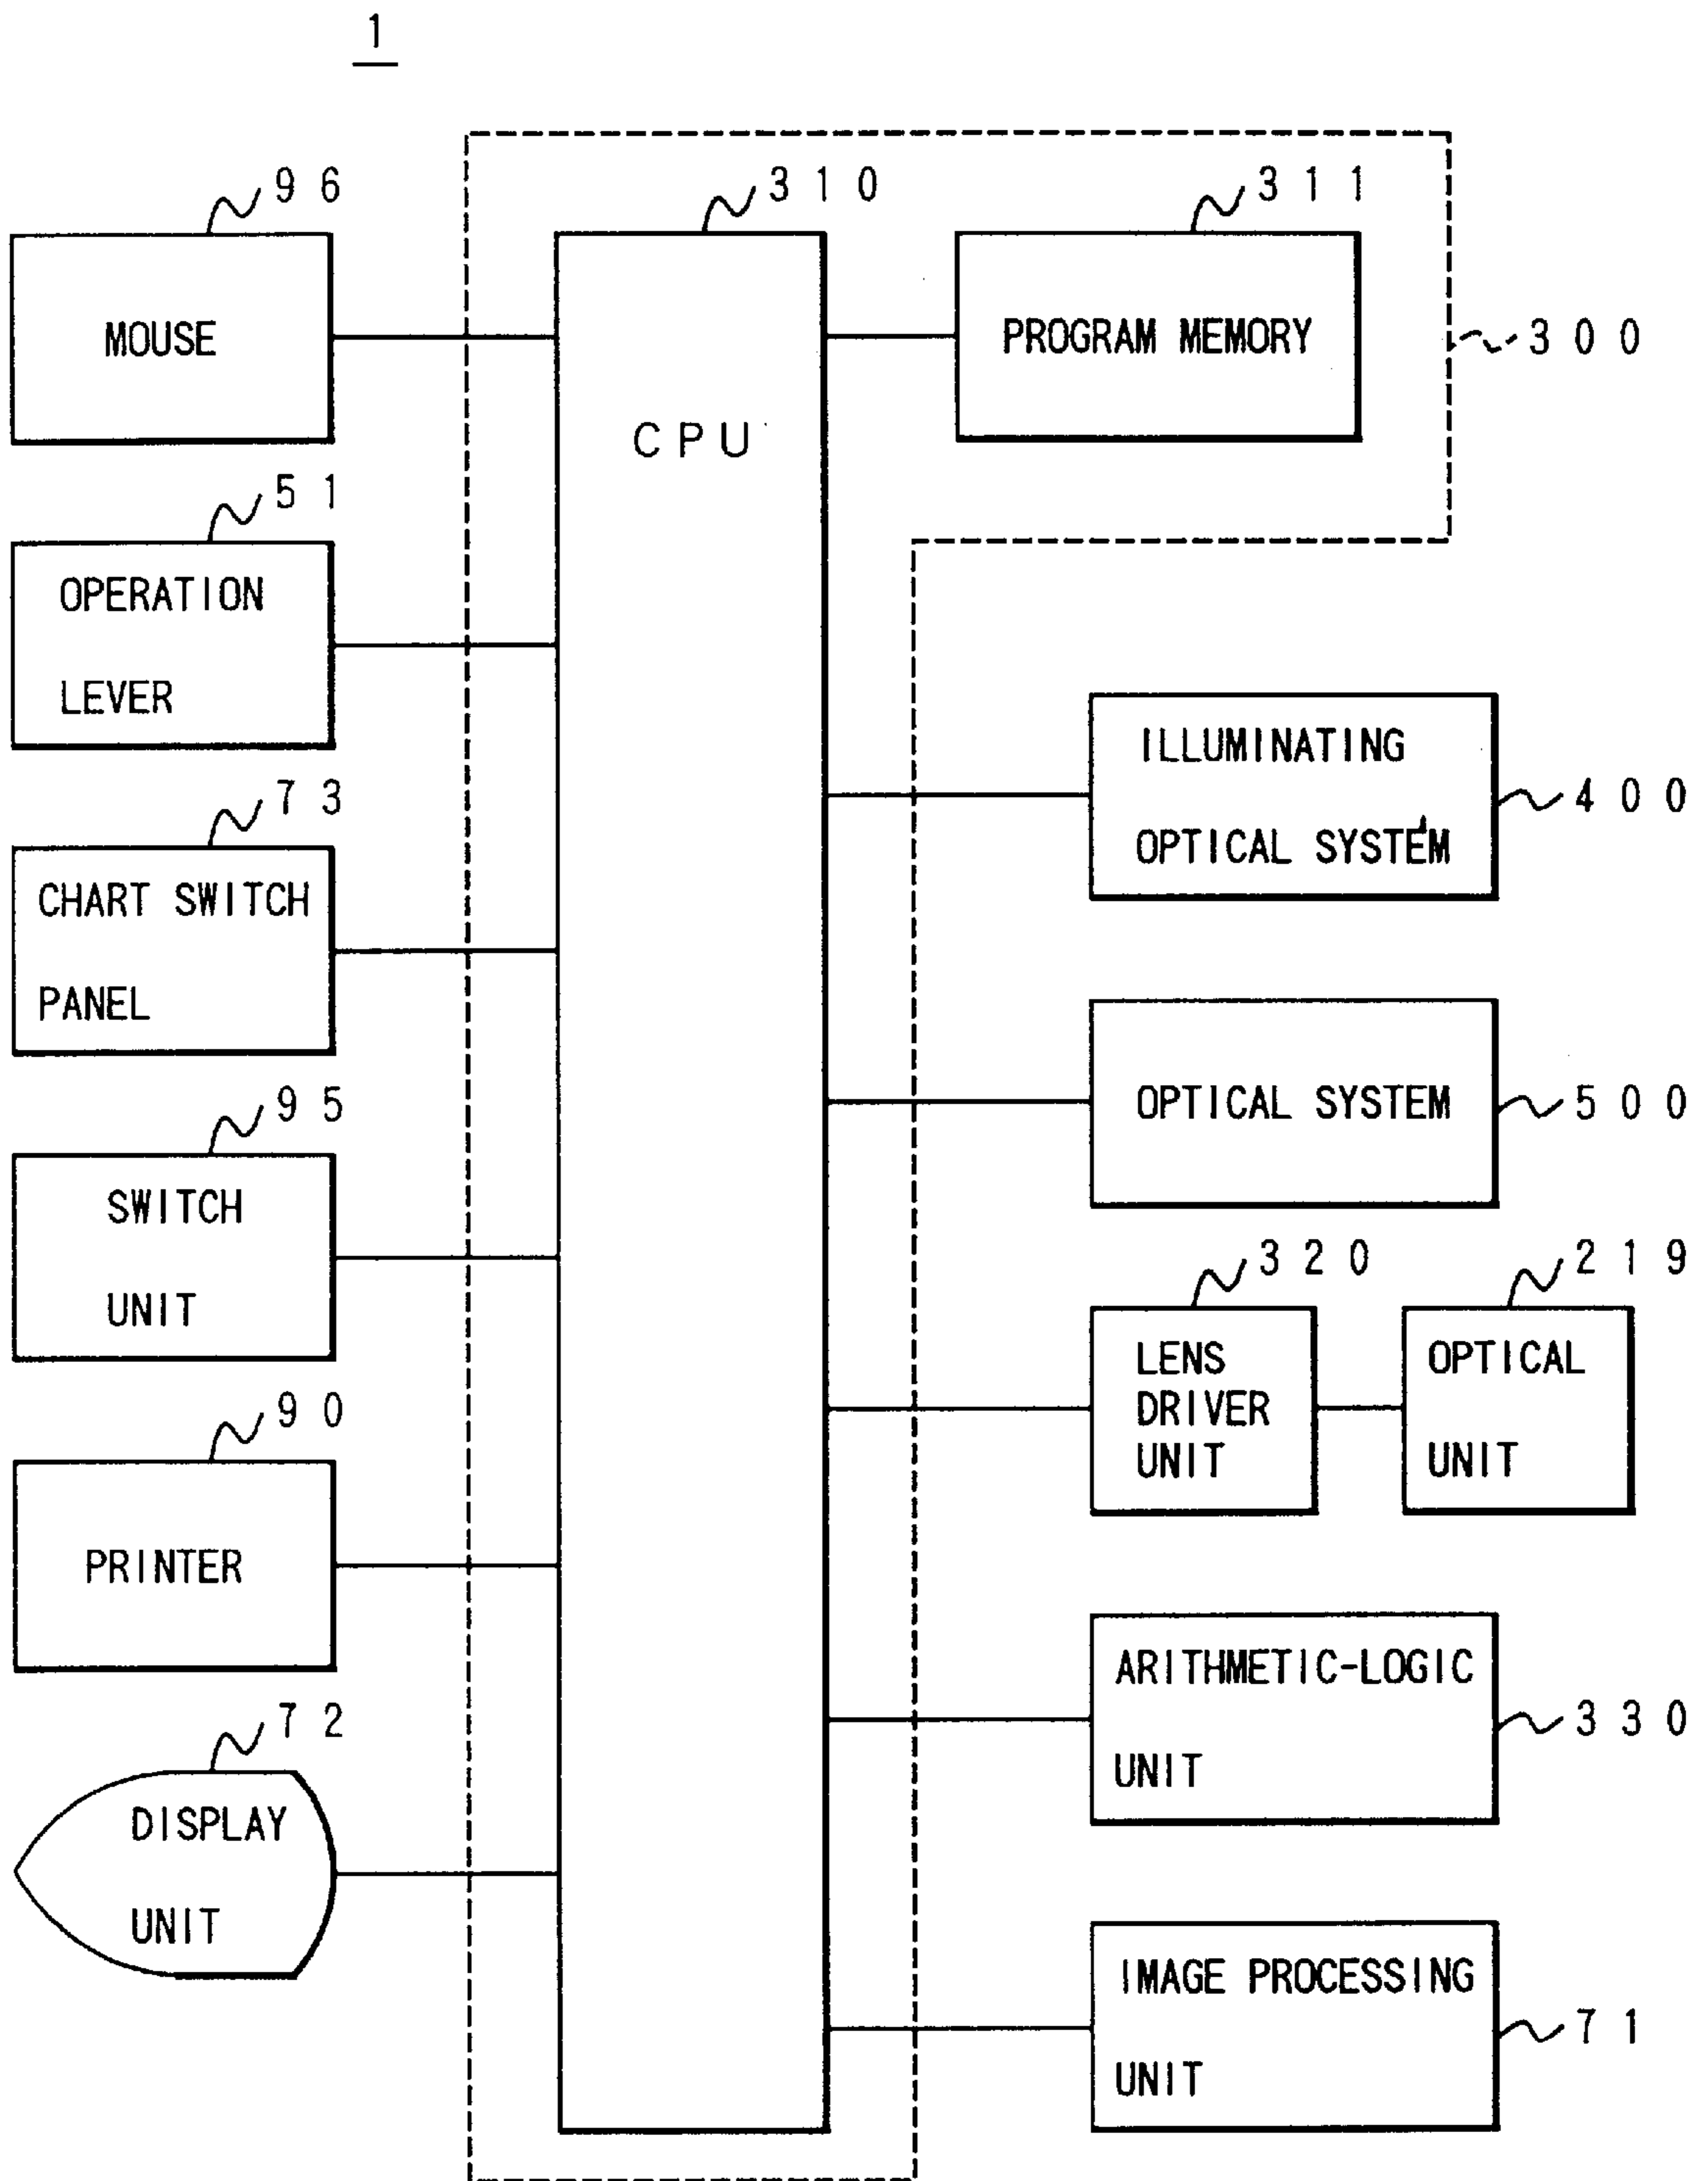 1
96
MOUSE
310
CPU
311
PROGRAM MEMORY
300
51
OPERATION
LEVER
73
CHART SWITCH
PANEL
95
SWITCH
UNIT
90
PRINTER
72
DISPLAY
UNIT
ILLUMINATING
OPTICAL SYSTEM
400
OPTICAL SYSTEM
500
320
LENS
DRIVER
UNIT
219
OPTICAL
UNIT
ARITHMETIC-LOGIC
UNIT
330
IMAGE PROCESSING
UNIT
71